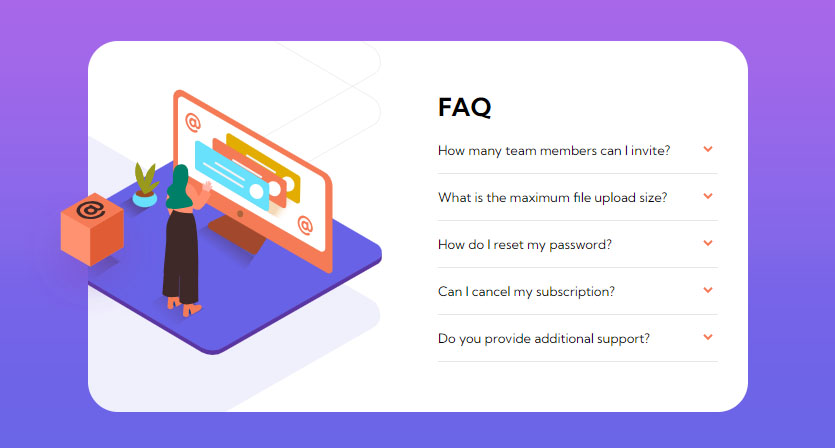 @
@
@
FAQ
How many team members can I invite?
What is the maximum file upload size?
How do I reset my password?
Can I cancel my subscription?
Do you provide additional support?